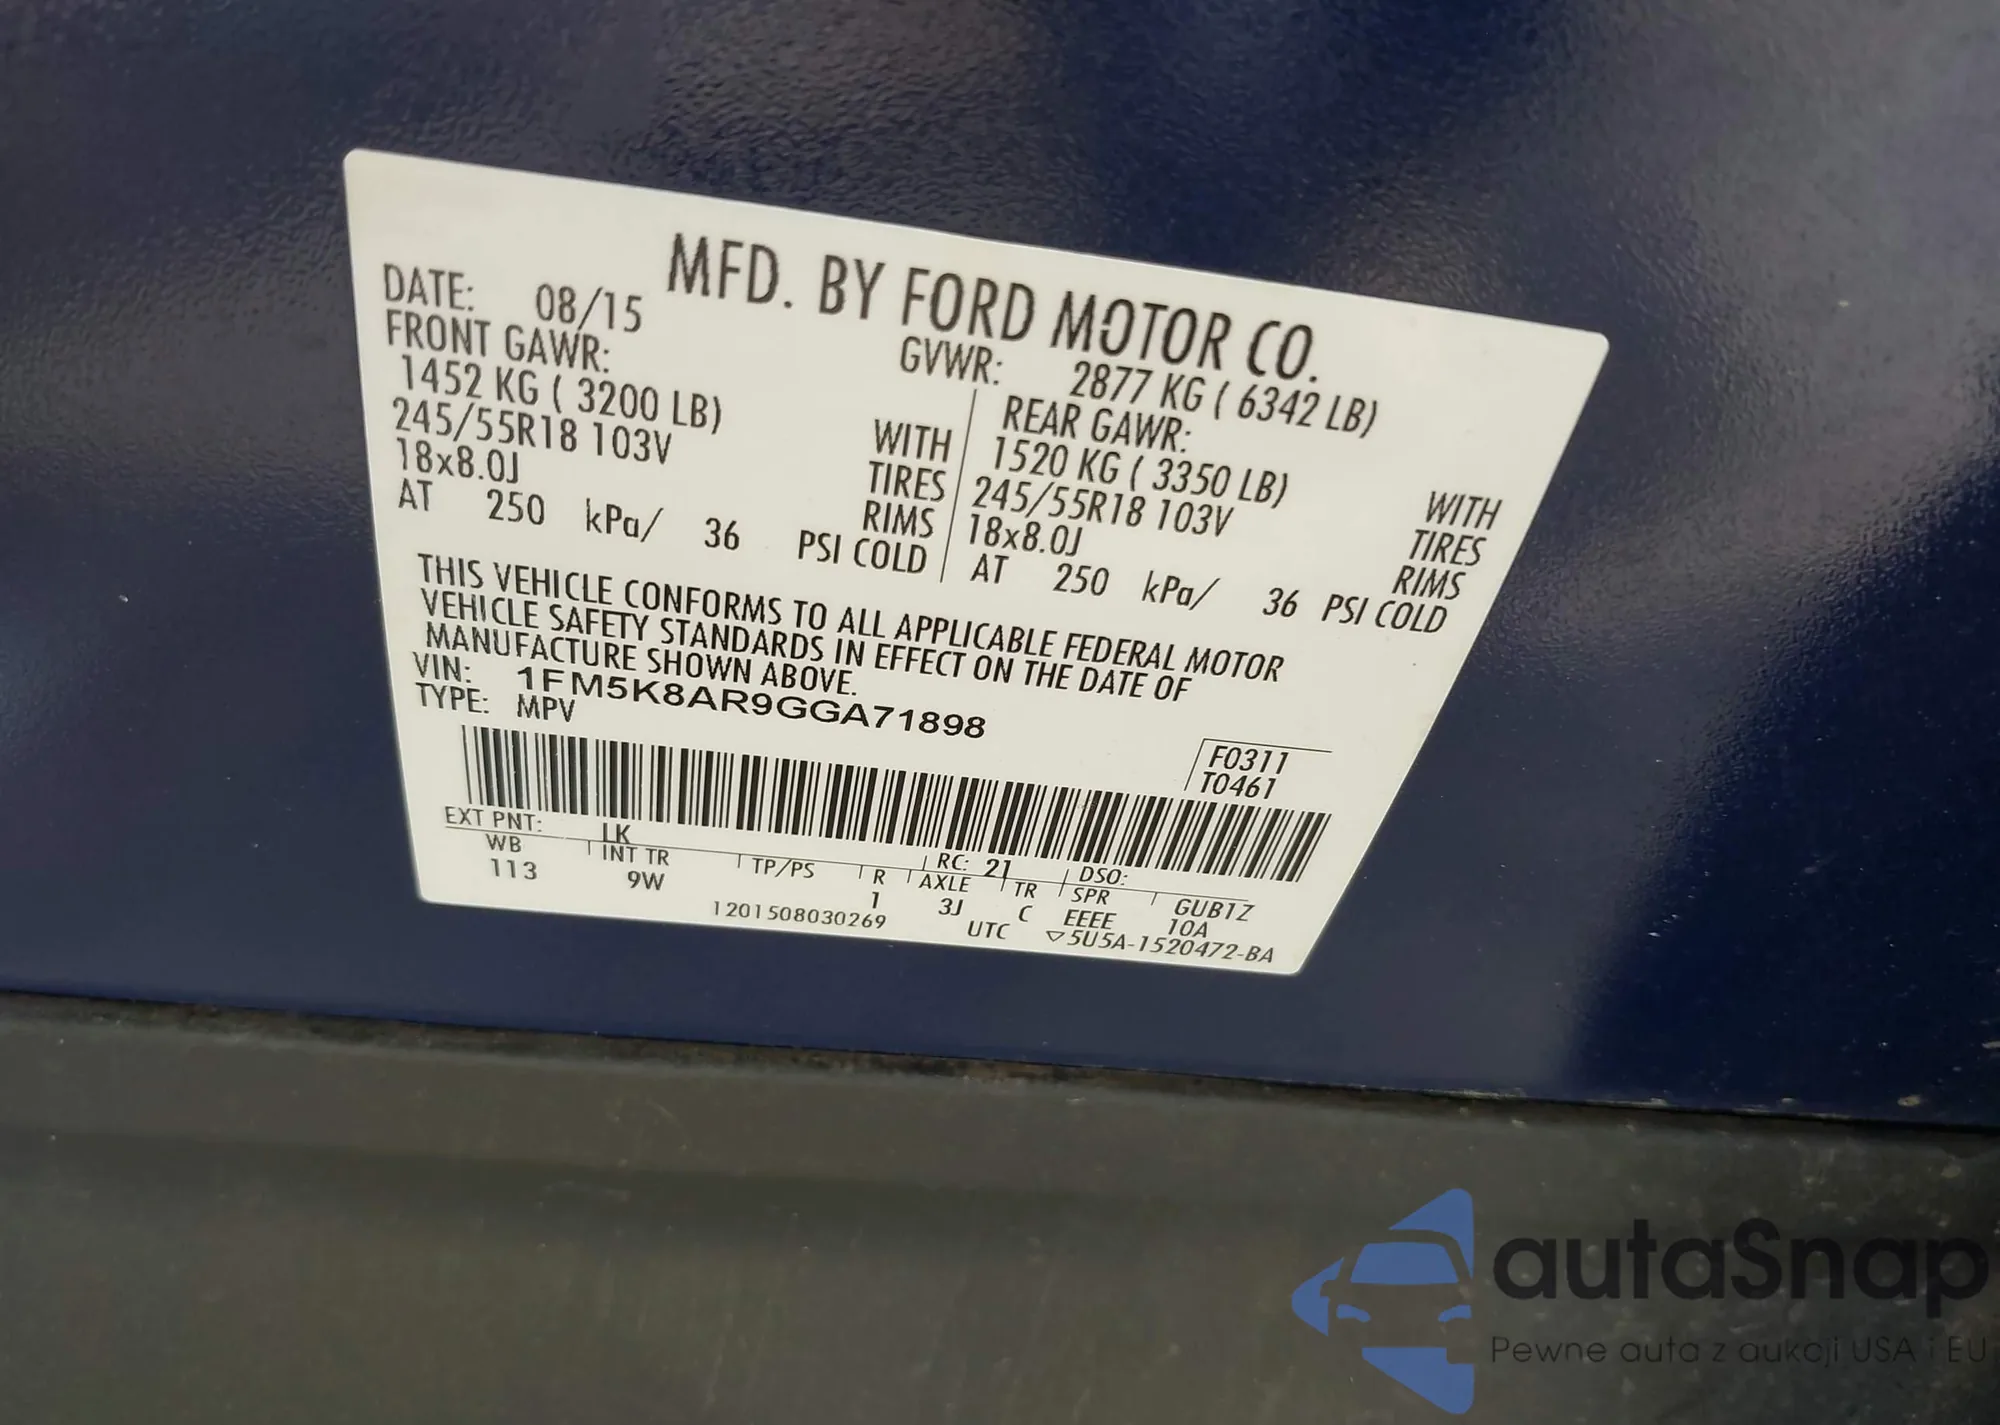 MFD. BY FORD MOTOR CO.
DATE: 08/15 GVWR: 2877 KG ( 6342 LB)
FRONT GAWR: REAR GAWR:
1452 KG ( 3200 LB) WITH 1520 KG ( 3350 LB) WITH
245/55R18 103V TIRES 245/55R18 103V TIRES
18x8.0J RIMS 18x8.0J RIMS
AT 250 kPa/ 36 PSI COLD AT 250 kPa/ 36 PSI COLD
THIS VEHICLE CONFORMS TO ALL APPLICABLE FEDERAL MOTOR
VEHICLE SAFETY STANDARDS IN EFFECT ON THE DATE OF
MANUFACTURE SHOWN ABOVE.
VIN: 1FM5K8AR9GGA71898
TYPE: MPV
F0311
T0461
EXT PNT: LK RC: 21 DSO:
WB INT TR TP/PS R AXLE TR SPR GUB1Z
113 9W 1 3J C EEEE 10A
1201508030269 UTC ▽5U5A-1520472-BA
autaSnap
Pewne auta z aukcji USA i EU